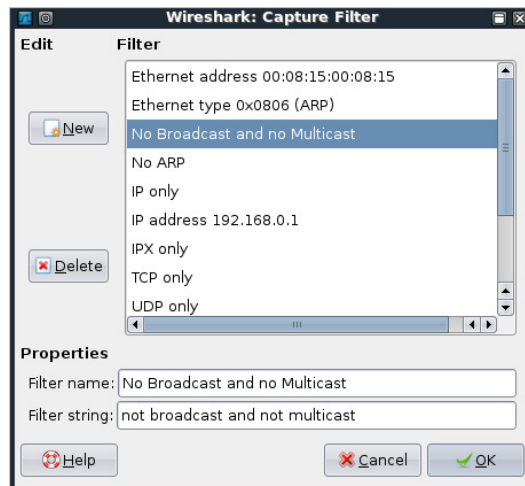 Wireshark: Capture Filter
Edit
Filter
New
Delete
Ethernet address 00:08:15:00:08:15
Ethernet type 0x0806 (ARP)
No Broadcast and no Multicast
No ARP
IP only
IP address 192.168.0.1
IPX only
TCP only
UDP only
Properties
Filter name: No Broadcast and no Multicast
Filter string: not broadcast and not multicast
Help
Cancel
OK